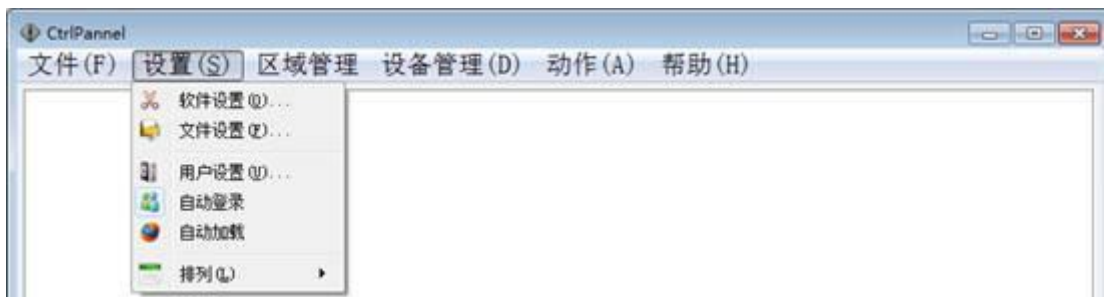 CtrlPannel
文件(F) 设置(S) 区域管理 设备管理(D) 动作(A) 帮助(H)
软件设置(O)...
文件设置(F)...
用户设置(U)...
自动登录
自动加载
排列(L)